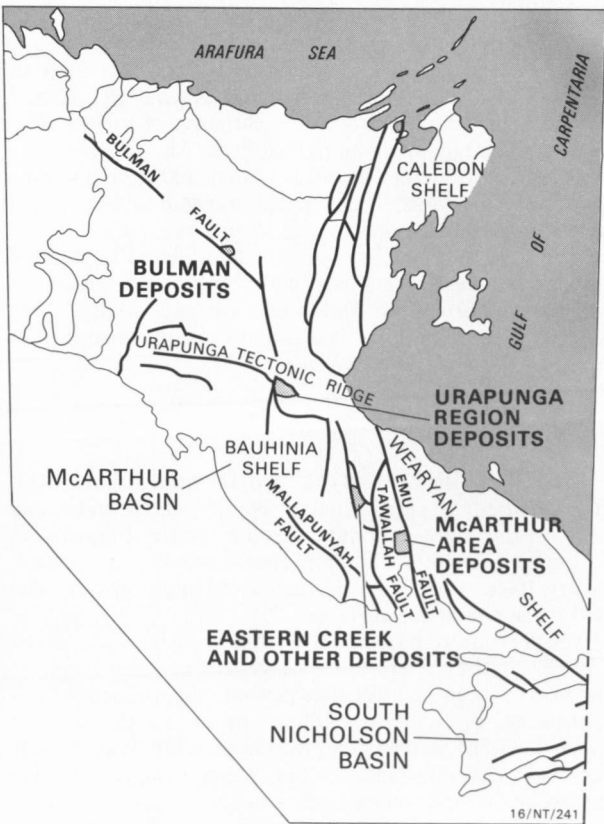 ARAFURA SEA
CARPENTARIA
OF
GULF
BULMAN
FAULT
CALEDON
SHELF
BULMAN
DEPOSITS
URAPUNGA TECTONIC RIDGE
URAPUNGA
REGION
DEPOSITS
BAUHINIA
SHELF
McARTHUR
BASIN
MALLAPUNYAH
FAULT
TAWALLAH FAULT
EMU FAULT
WEARYAN
SHELF
McARTHUR
AREA
DEPOSITS
EASTERN CREEK
AND OTHER DEPOSITS
SOUTH
NICHOLSON
BASIN
16/NT/241